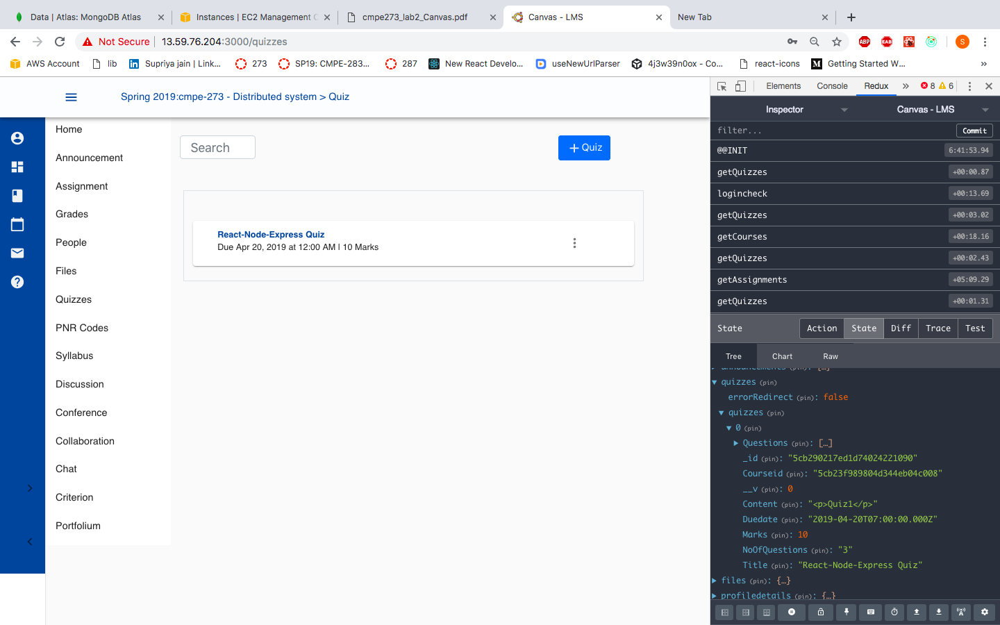 Data | Atlas: MongoDB Atlas
Instances | EC2 Management C
cmpe273_lab2_Canvas.pdf
Canvas - LMS
New Tab
Not Secure
13.59.76.204:3000/quizzes
ABP
EAB
S
AWS Account
lib
Supriya jain | Link...
273
SP19: CMPE-283...
287
New React Develo...
useNewUrlParser
4j3w39n0ox - Co...
react-icons
Getting Started W...
»
Spring 2019:cmpe-273 - Distributed system > Quiz
Home
Announcement
Assignment
Grades
People
Files
Quizzes
PNR Codes
Syllabus
Discussion
Conference
Collaboration
Chat
Criterion
Portfolium
Search
+ Quiz
React-Node-Express Quiz
Due Apr 20, 2019 at 12:00 AM | 10 Marks
Elements Console Redux » 8 6
Inspector
Canvas - LMS
filter... Commit
@@INIT 6:41:53.94
getQuizzes +00:00.87
logincheck +00:13.69
getQuizzes +00:03.02
getCourses +00:18.16
getQuizzes +00:02.43
getAssignments +05:09.29
getQuizzes +00:01.31
State Action State Diff Trace Test
Tree Chart Raw
announcements (pin): {…}
quizzes (pin)
errorRedirect (pin): false
quizzes (pin)
0 (pin)
Questions (pin): […]
_id (pin): "5cb290217ed1d74024221090"
Courseid (pin): "5cb23f989804d344eb04c008"
__v (pin): 0
Content (pin): "<p>Quiz1</p>"
Duedate (pin): "2019-04-20T07:00:00.000Z"
Marks (pin): 10
NoOfQuestions (pin): "3"
Title (pin): "React-Node-Express Quiz"
files (pin): {…}
profiledetails (pin): {…}